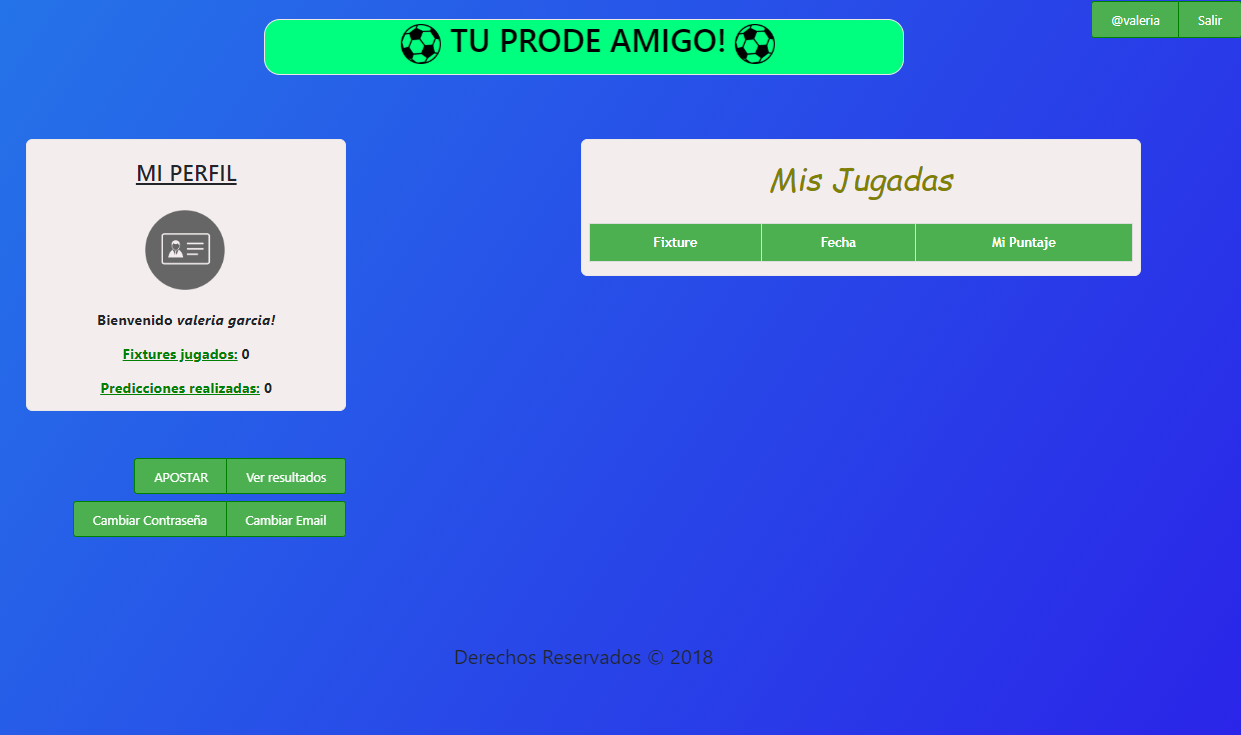 @valeria Salir
TU PRODE AMIGO!
MI PERFIL
Bienvenido valeria garcia!
Fixtures jugados: 0
Predicciones realizadas: 0
APOSTAR Ver resultados
Cambiar Contraseña Cambiar Email
Mis Jugadas
Fixture Fecha Mi Puntaje
Derechos Reservados © 2018